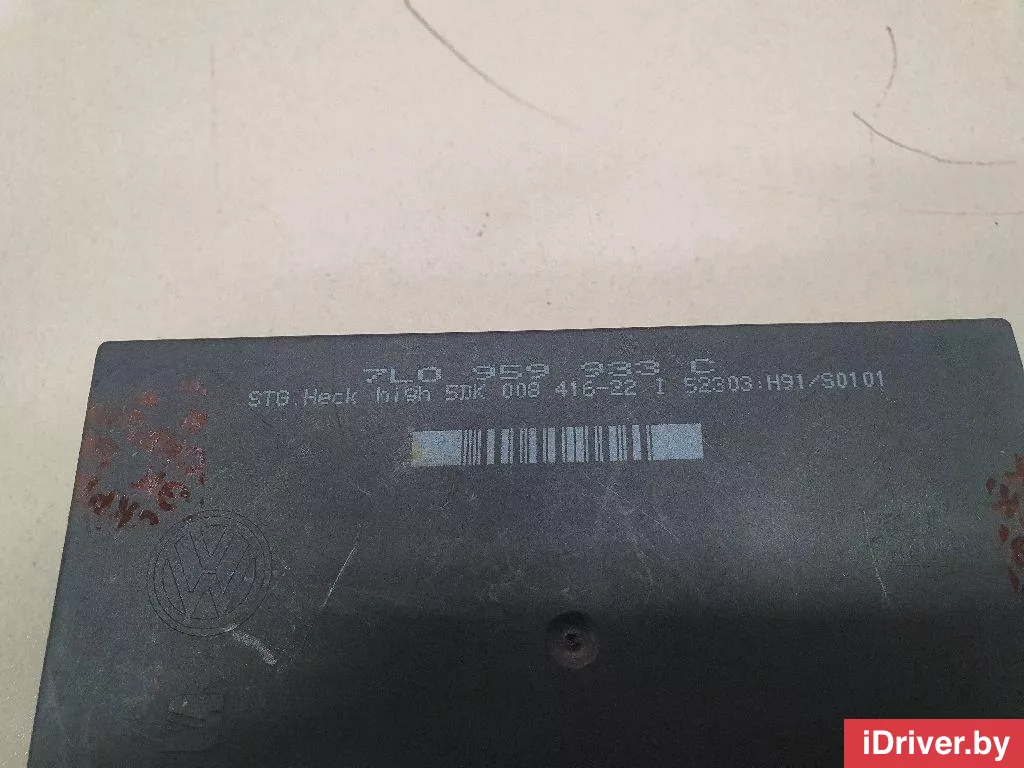 7L0 959 933 C
STG.Heck high 5DK 008 416-22 I 52303:H91/S0101
iDriver.by